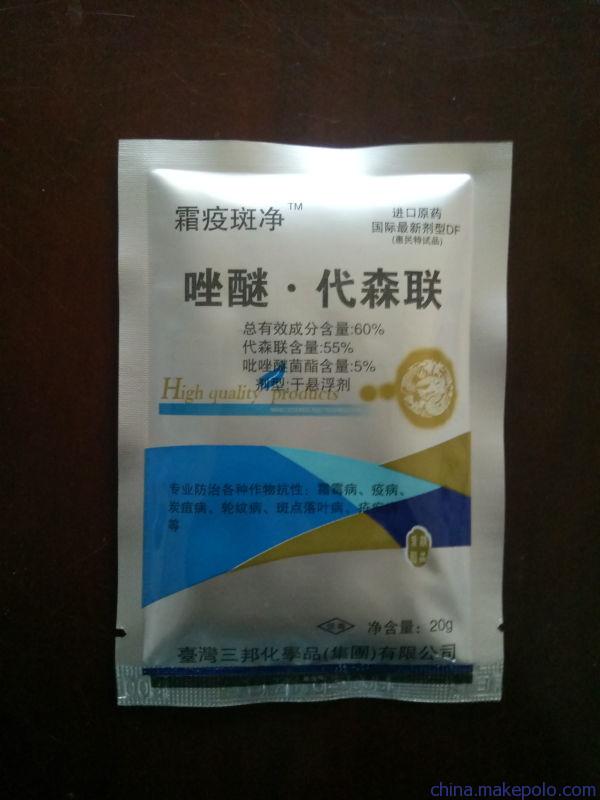 霜疫斑净™
进口原药
国际最新剂型DF
(惠民特试品)
唑醚·代森联
总有效成分含量:60%
代森联含量:55%
吡唑醚菌酯含量:5%
剂型:干悬浮剂
High quality products
专业防治各种作物抗性：霜霉病、疫病、
炭疽病、轮纹病、斑点落叶病、
等
净含量：20g
臺灣三邦化學品(集團)有限公司
china.makepolo.com